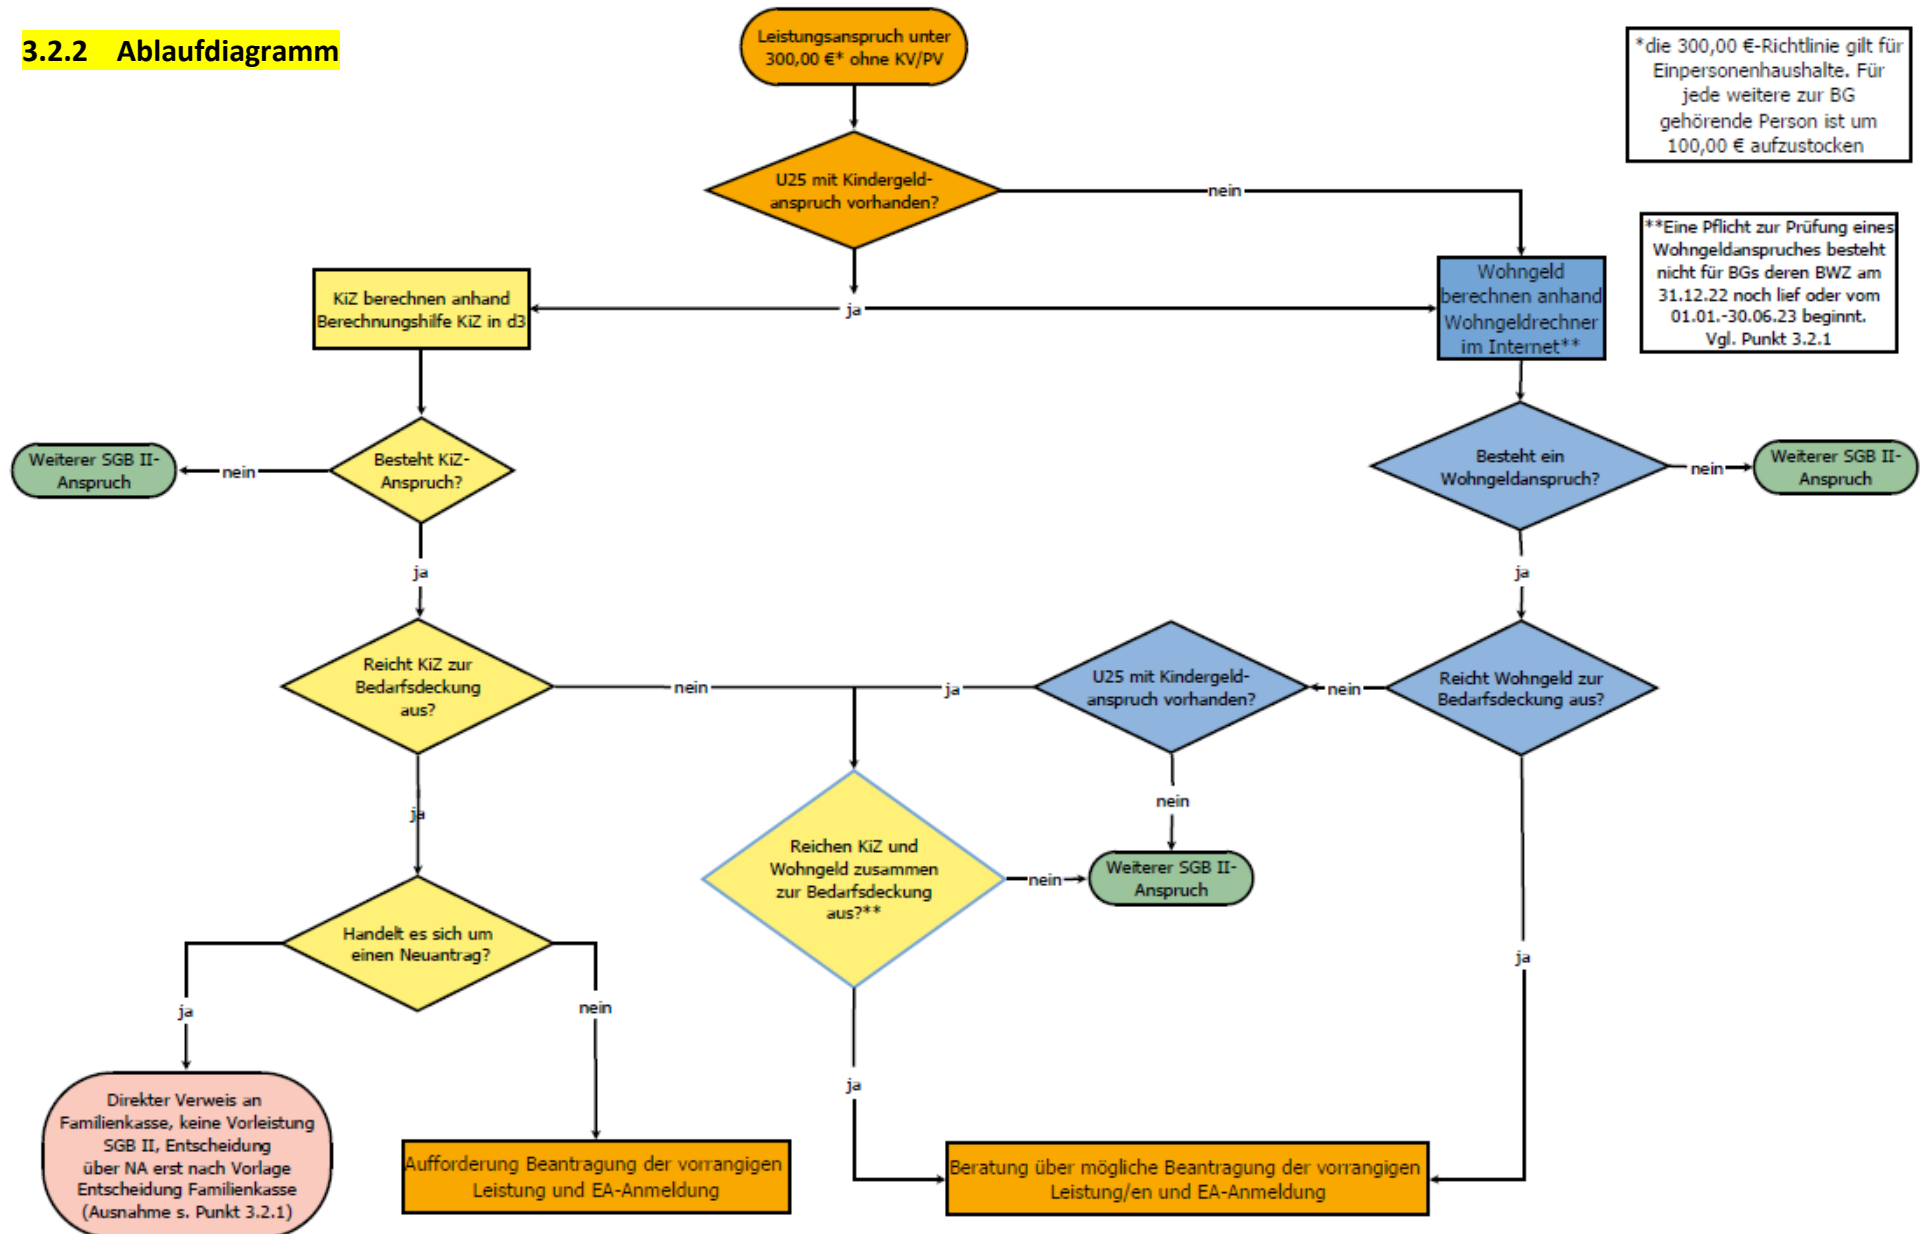 3.2.2 Ablaufdiagramm
Leistungsanspruch unter
300,00 €* ohne KV/PV
*die 300,00 €-Richtlinie gilt für
Einpersonenhaushalte. Für
jede weitere zur BG
gehörende Person ist um
100,00 € aufzustocken
U25 mit Kindergeld-
anspruch vorhanden?
nein
**Eine Pflicht zur Prüfung eines
Wohngeldanspruches besteht
nicht für BGs deren BWZ am
31.12.22 noch lief oder vom
01.01.-30.06.23 beginnt.
Vgl. Punkt 3.2.1
KiZ berechnen anhand
Berechnungshilfe KiZ in d3
ja
Wohngeld
berechnen anhand
Wohngeldrechner
im Internet**
Weiterer SGB II-
Anspruch
nein
Besteht KiZ-
Anspruch?
Besteht ein
Wohngeldanspruch?
nein
Weiterer SGB II-
Anspruch
ja
ja
Reicht KiZ zur
Bedarfsdeckung
aus?
nein
ja
U25 mit Kindergeld-
anspruch vorhanden?
nein
Reicht Wohngeld zur
Bedarfsdeckung aus?
ja
nein
Reichen KiZ und
Wohngeld zusammen
zur Bedarfsdeckung
aus?**
nein
Weiterer SGB II-
Anspruch
Handelt es sich um
einen Neuantrag?
ja
ja
nein
ja
Direkter Verweis an
Familienkasse, keine Vorleistung
SGB II, Entscheidung
über NA erst nach Vorlage
Entscheidung Familienkasse
(Ausnahme s. Punkt 3.2.1)
Aufforderung Beantragung der vorrangigen
Leistung und EA-Anmeldung
Beratung über mögliche Beantragung der vorrangigen
Leistung/en und EA-Anmeldung